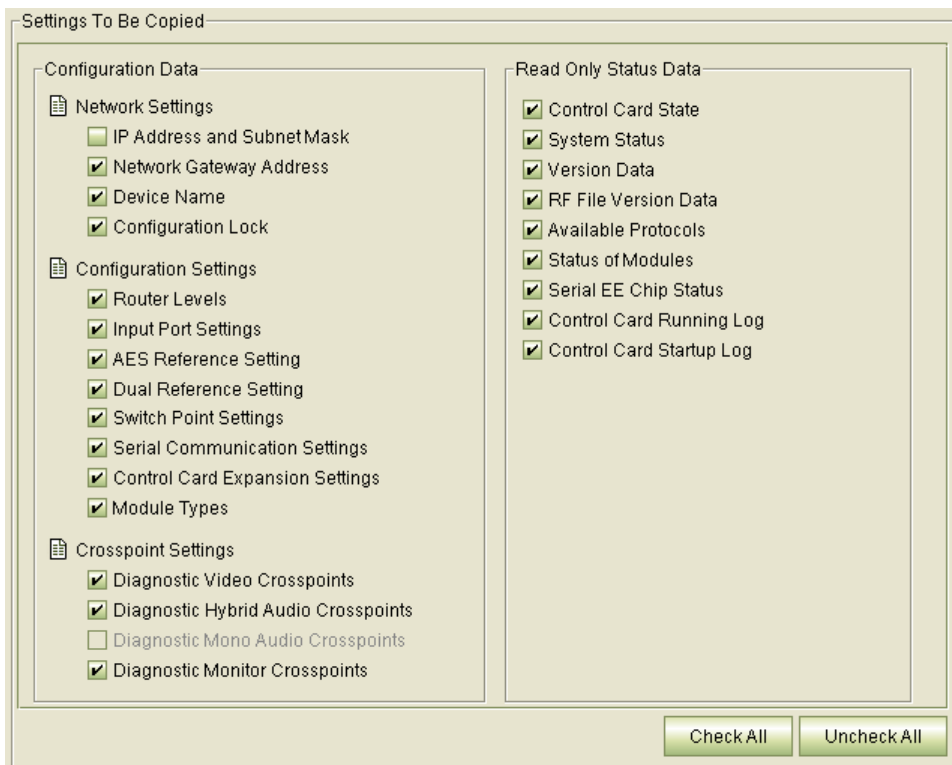 Settings To Be Copied
Configuration Data
Network Settings
IP Address and Subnet Mask
Network Gateway Address
Device Name
Configuration Lock
Configuration Settings
Router Levels
Input Port Settings
AES Reference Setting
Dual Reference Setting
Switch Point Settings
Serial Communication Settings
Control Card Expansion Settings
Module Types
Crosspoint Settings
Diagnostic Video Crosspoints
Diagnostic Hybrid Audio Crosspoints
Diagnostic Mono Audio Crosspoints
Diagnostic Monitor Crosspoints
Read Only Status Data
Control Card State
System Status
Version Data
RF File Version Data
Available Protocols
Status of Modules
Serial EE Chip Status
Control Card Running Log
Control Card Startup Log
Check All
Uncheck All